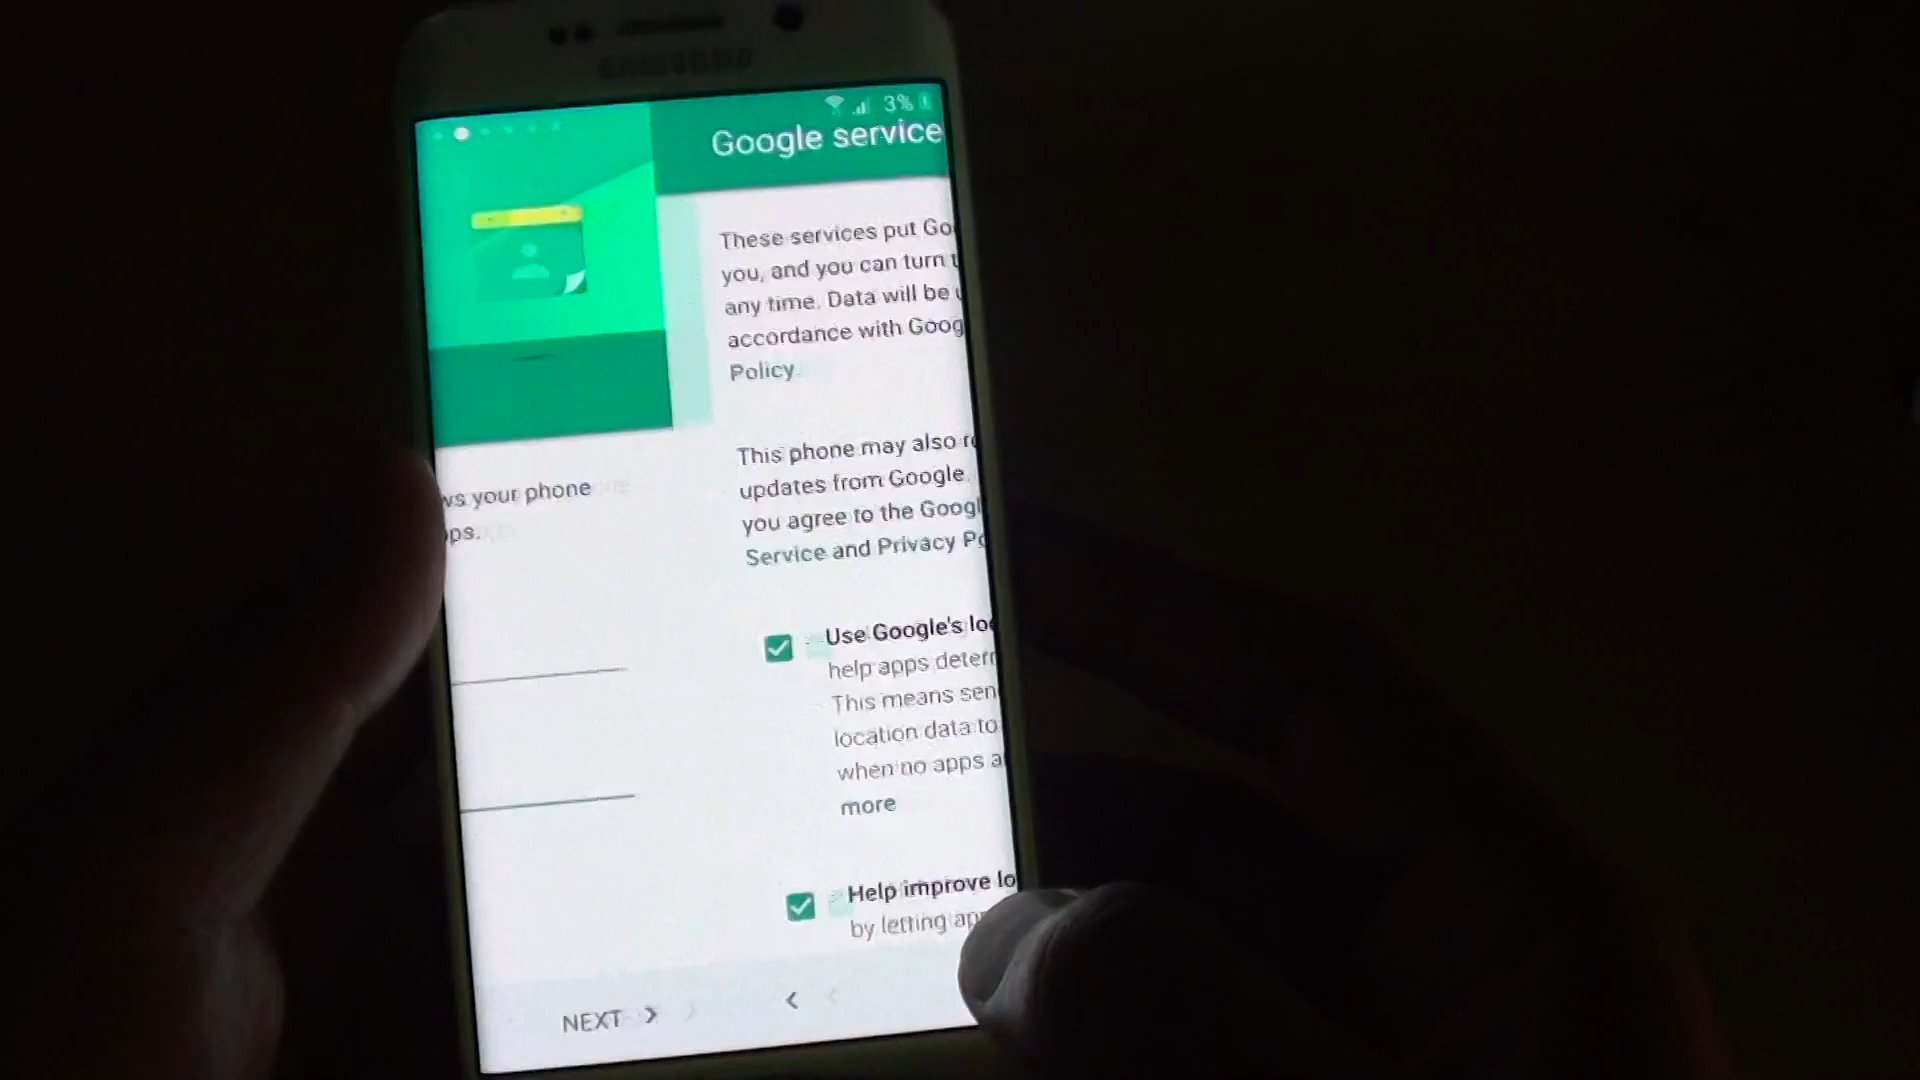 SAMSUNG
3%
Google service
These services put Go
you, and you can turn
any time. Data will be
accordance with Goog
Policy.
This phone may also
updates from Google.
you agree to the Googl
Service and Privacy Po
ws your phone
ps.
Use Google's loc
help apps deter
This means sen
location data to
when no apps a
more
Help improve lo
by letting app
NEXT